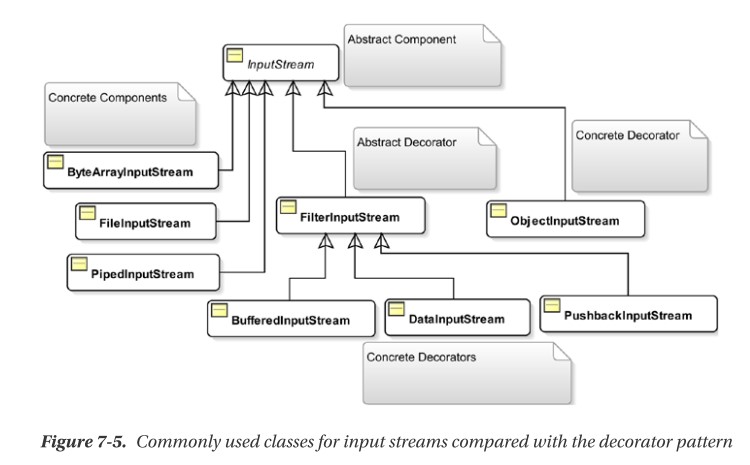 Abstract Component
InputStream
Concrete Components
Abstract Decorator
Concrete Decorator
ByteArrayInputStream
FileInputStream
FilterInputStream
ObjectInputStream
PipedInputStream
BufferedInputStream
DataInputStream
PushbackInputStream
Concrete Decorators
Figure 7-5. Commonly used classes for input streams compared with the decorator pattern